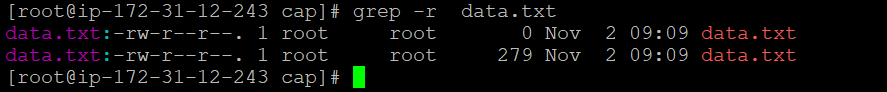 [root@ip-172-31-12-243 cap]# grep -r  data.txt
data.txt:-rw-r--r--. 1 root     root        0 Nov  2 09:09 data.txt
data.txt:-rw-r--r--. 1 root     root      279 Nov  2 09:09 data.txt
[root@ip-172-31-12-243 cap]#